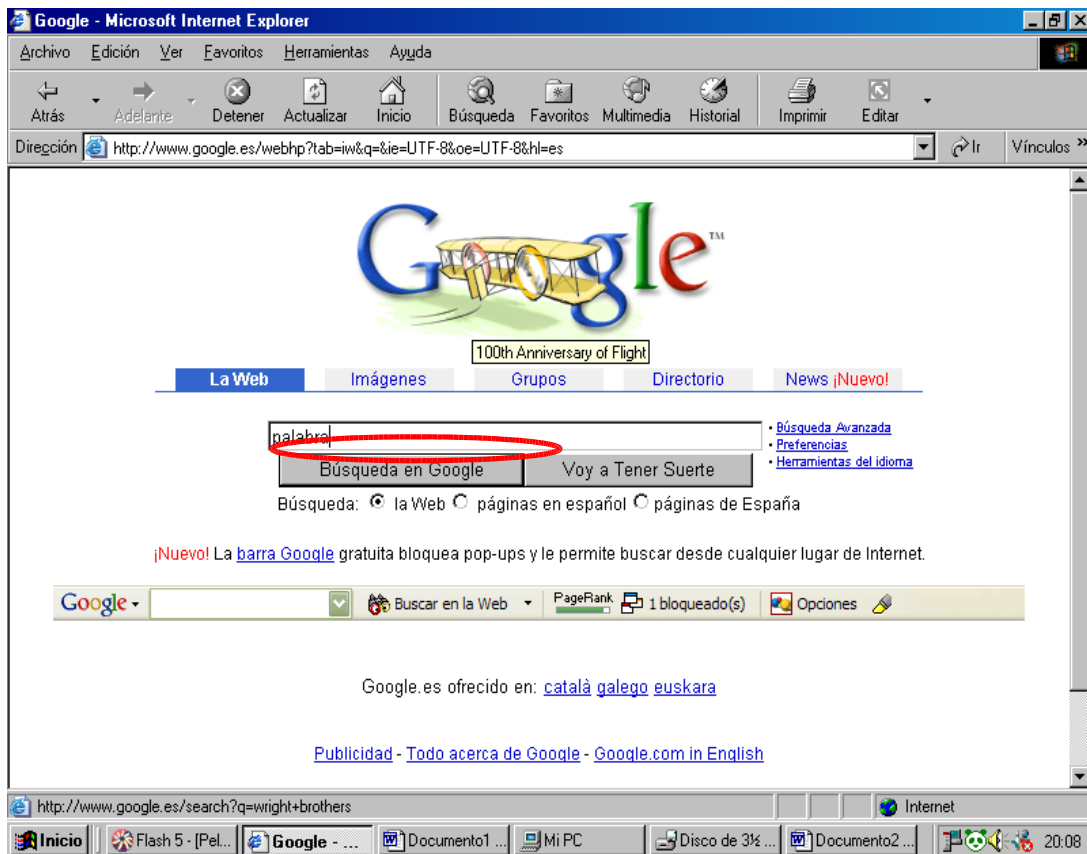 Google - Microsoft Internet Explorer
Archivo Edición Ver Favoritos Herramientas Ayuda
Atrás Adelante Detener Actualizar Inicio Búsqueda Favoritos Multimedia Historial Imprimir Editar
Dirección http://www.google.es/webhp?tab=iw&q=&ie=UTF-8&oe=UTF-8&hl=es Ir Vínculos »
Google TM
100th Anniversary of Flight
La Web Imágenes Grupos Directorio News ¡Nuevo!
palabra
· Búsqueda Avanzada
· Preferencias
· Herramientas del idioma
Búsqueda en Google Voy a Tener Suerte
Búsqueda: la Web páginas en español páginas de España
¡Nuevo! La barra Google gratuita bloquea pop-ups y le permite buscar desde cualquier lugar de Internet.
Google Buscar en la Web PageRank 1 bloqueado(s) Opciones
Google.es ofrecido en: català galego euskara
Publicidad - Todo acerca de Google - Google.com in English
http://www.google.es/search?q=wright+brothers Internet
Inicio Flash 5 - [Pel... Google - ... Documento1 ... Mi PC Disco de 3½ ... Documento2 ... 20:08